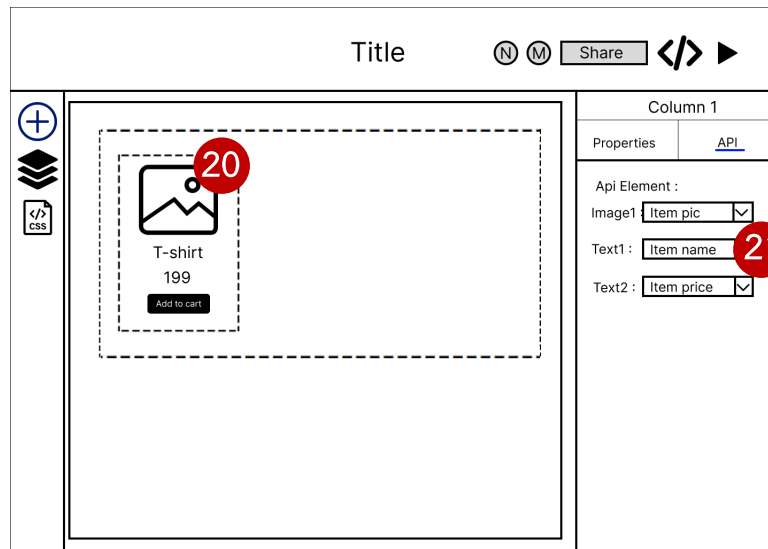 Title
N M Share </>
Column 1
Properties API
</>
CSS
20
T-shirt
199
Add to cart
Api Element :
Image1 : Item pic
Text1 : Item name
Text2 : Item price